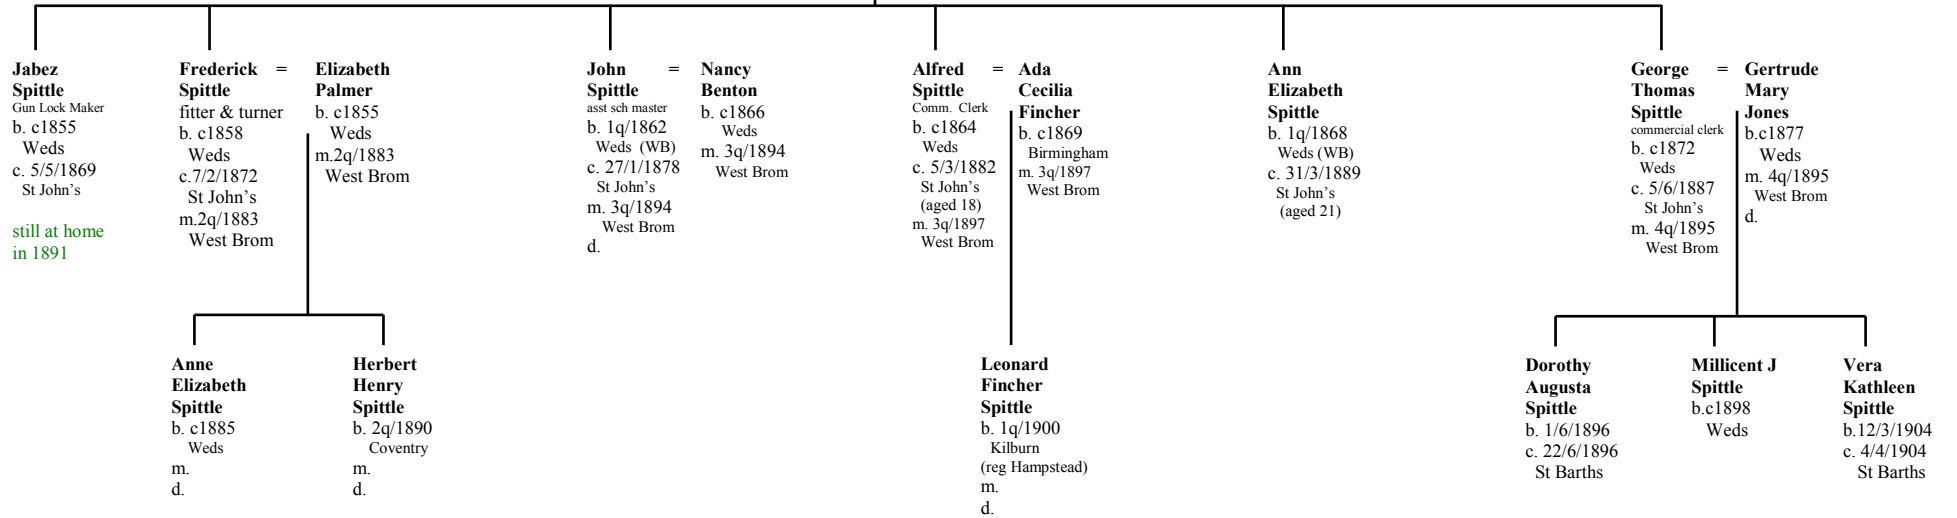 Jabez
Spittle
Gun Lock Maker
b. c1855
Weds
c. 5/5/1869
St John's
still at home
in 1891
Frederick =
Spittle
fitter & turner
b. c1858
Weds
c.7/2/1872
St John's
m.2q/1883
West Brom
Elizabeth
Palmer
b. c1855
Weds
m.2q/1883
West Brom
John =
Spittle
asst sch master
b. 1q/1862
Weds (WB)
c. 27/1/1878
St John's
m. 3q/1894
West Brom
d.
Nancy
Benton
b. c1866
Weds
m. 3q/1894
West Brom
Alfred =
Spittle
Comm. Clerk
b. c1864
Weds
c. 5/3/1882
St John's
(aged 18)
m. 3q/1897
West Brom
Ada
Cecilia
Fincher
b. c1869
Birmingham
m. 3q/1897
West Brom
Ann
Elizabeth
Spittle
b. 1q/1868
Weds (WB)
c. 31/3/1889
St John's
(aged 21)
George =
Thomas
Spittle
commercial clerk
b. c1872
Weds
c. 5/6/1887
St John's
m. 4q/1895
West Brom
Gertrude
Mary
Jones
b.c1877
Weds
m. 4q/1895
West Brom
d.
Anne
Elizabeth
Spittle
b. c1885
Weds
m.
d.
Herbert
Henry
Spittle
b. 2q/1890
Coventry
m.
d.
Leonard
Fincher
Spittle
b. 1q/1900
Kilburn
(reg Hampstead)
m.
d.
Dorothy
Augusta
Spittle
b. 1/6/1896
c. 22/6/1896
St Barths
Millicent J
Spittle
b.c1898
Weds
Vera
Kathleen
Spittle
b.12/3/1904
c. 4/4/1904
St Barths